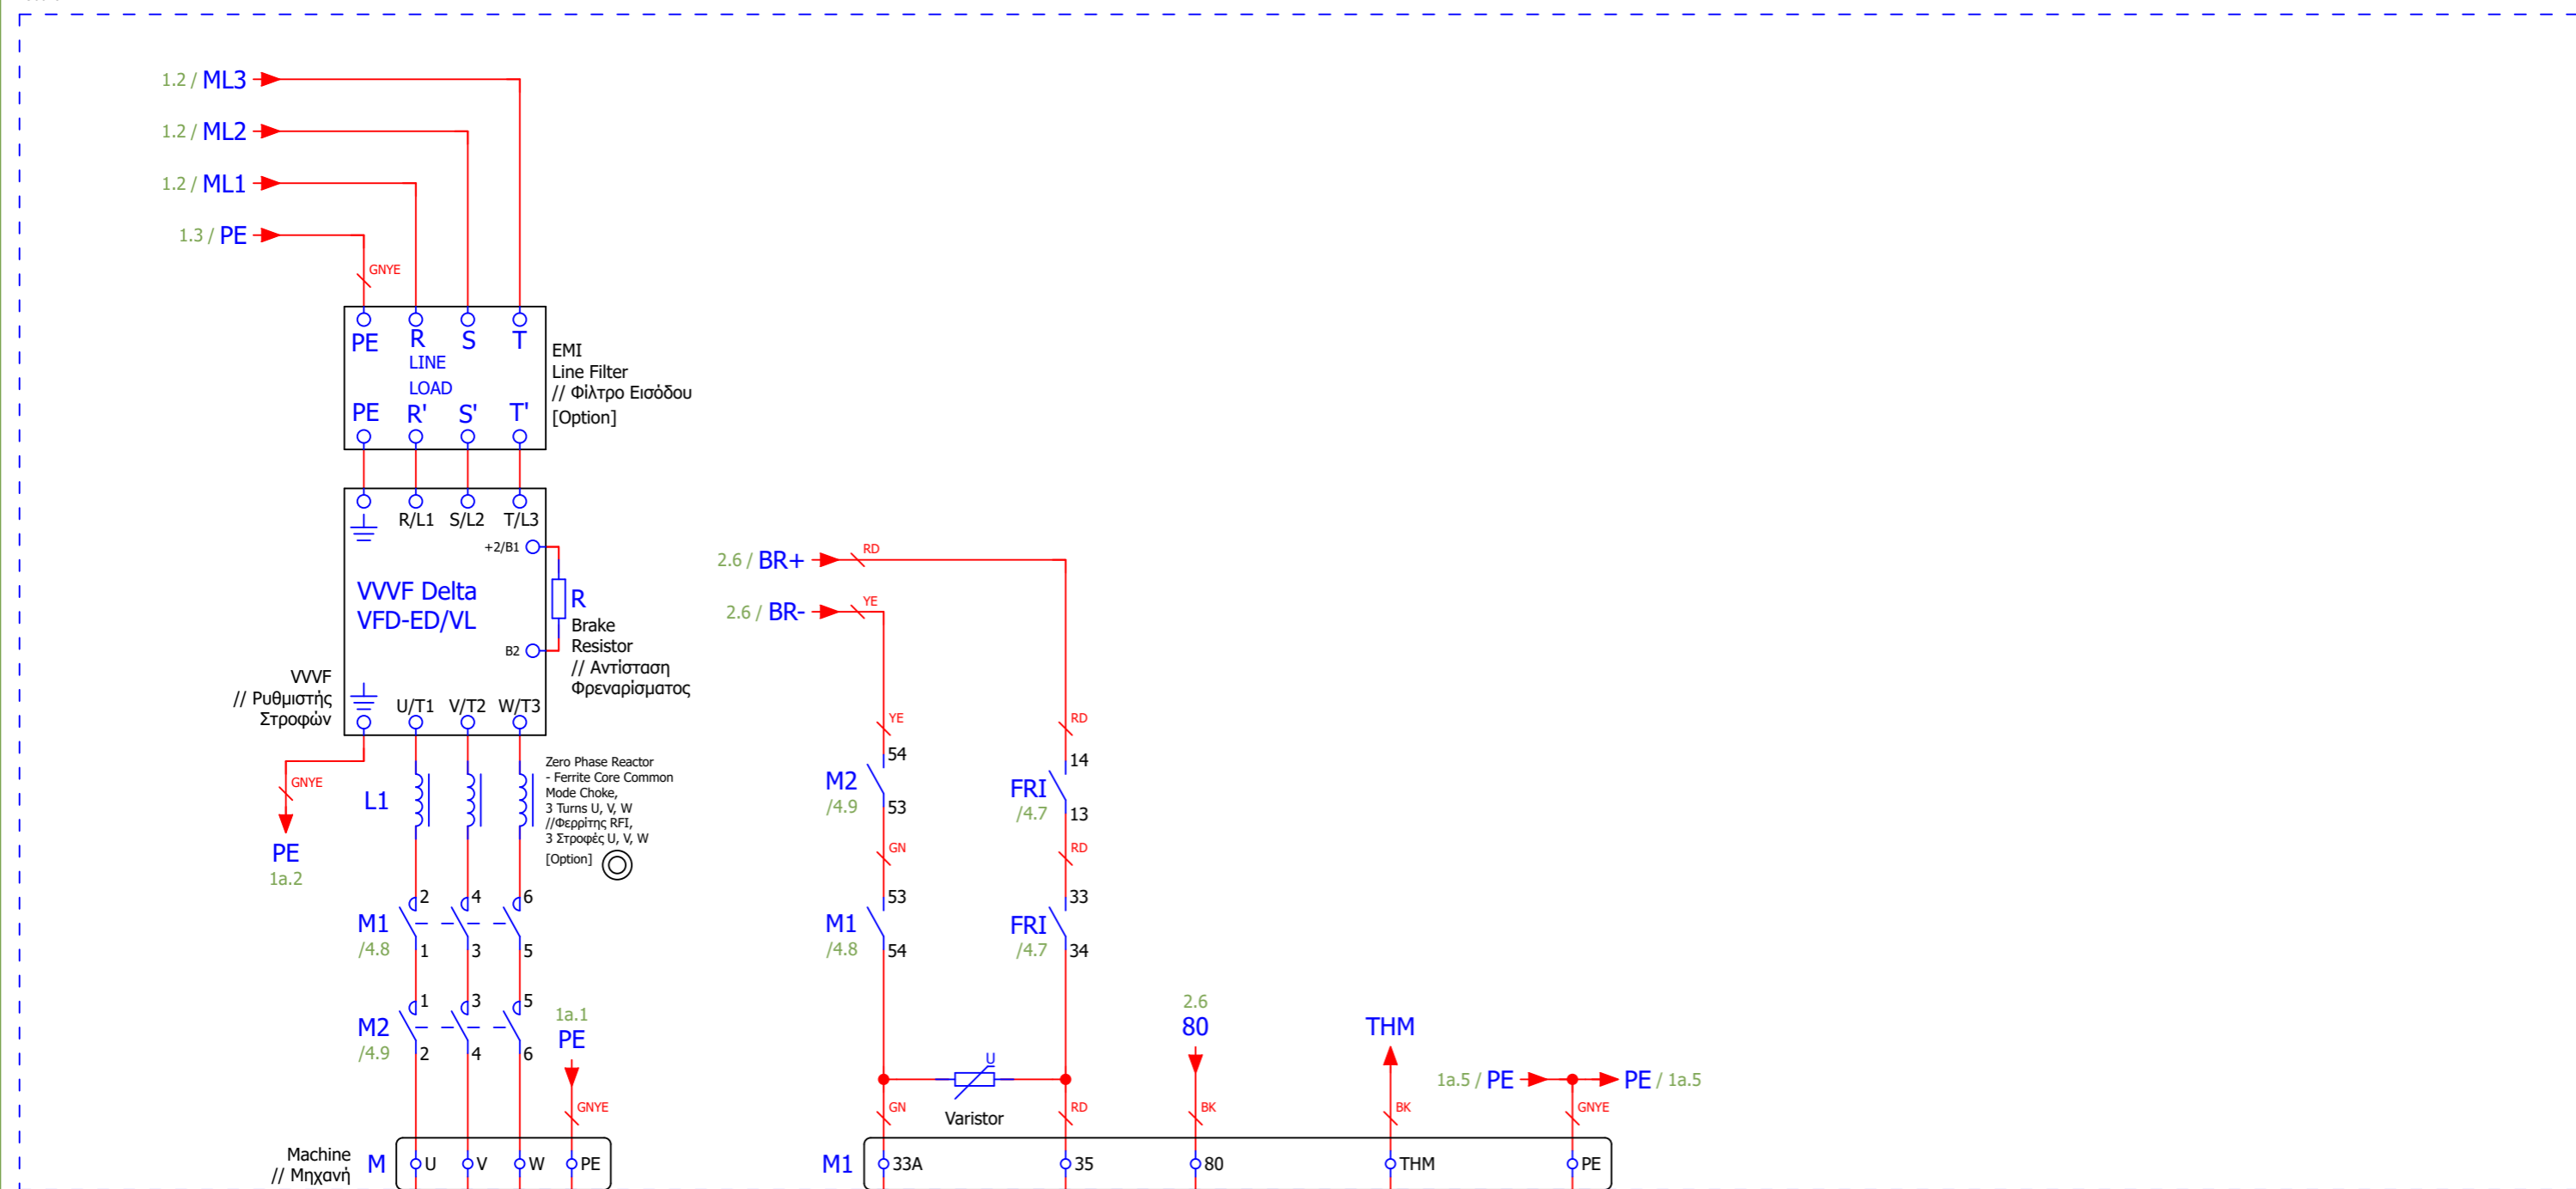 1.2 / ML3
1.2 / ML2
1.2 / ML1
1.3 / PE
GNYE
PE R S T
LINE
LOAD
PE R' S' T'
EMI
Line Filter
// Φίλτρο Εισόδου
[Option]
R/L1 S/L2 T/L3
+2/B1
VVVF Delta
VFD-ED/VL
B2
R
Brake
Resistor
// Αντίσταση
Φρεναρίσματος
VVVF
// Ρυθμιστής
Στροφών
U/T1 V/T2 W/T3
GNYE
PE
1a.2
L1
Zero Phase Reactor
- Ferrite Core Common
Mode Choke,
3 Turns U, V, W
//Φερρίτης RFI,
3 Στροφές U, V, W
[Option]
2 4 6
M1
/4.8
1 3 5
1 3 5
M2
/4.9
2 4 6
1a.1
PE
GNYE
Machine
// Μηχανή
M
U V W PE
2.6 / BR+
RD
2.6 / BR-
YE
YE
54
M2
/4.9
53
GN
53
M1
/4.8
54
RD
14
FRI
/4.7
13
RD
33
FRI
/4.7
34
U
Varistor
GN
RD
2.6
80
BK
THM
BK
1a.5 / PE
PE / 1a.5
GNYE
M1
33A 35 80 THM PE